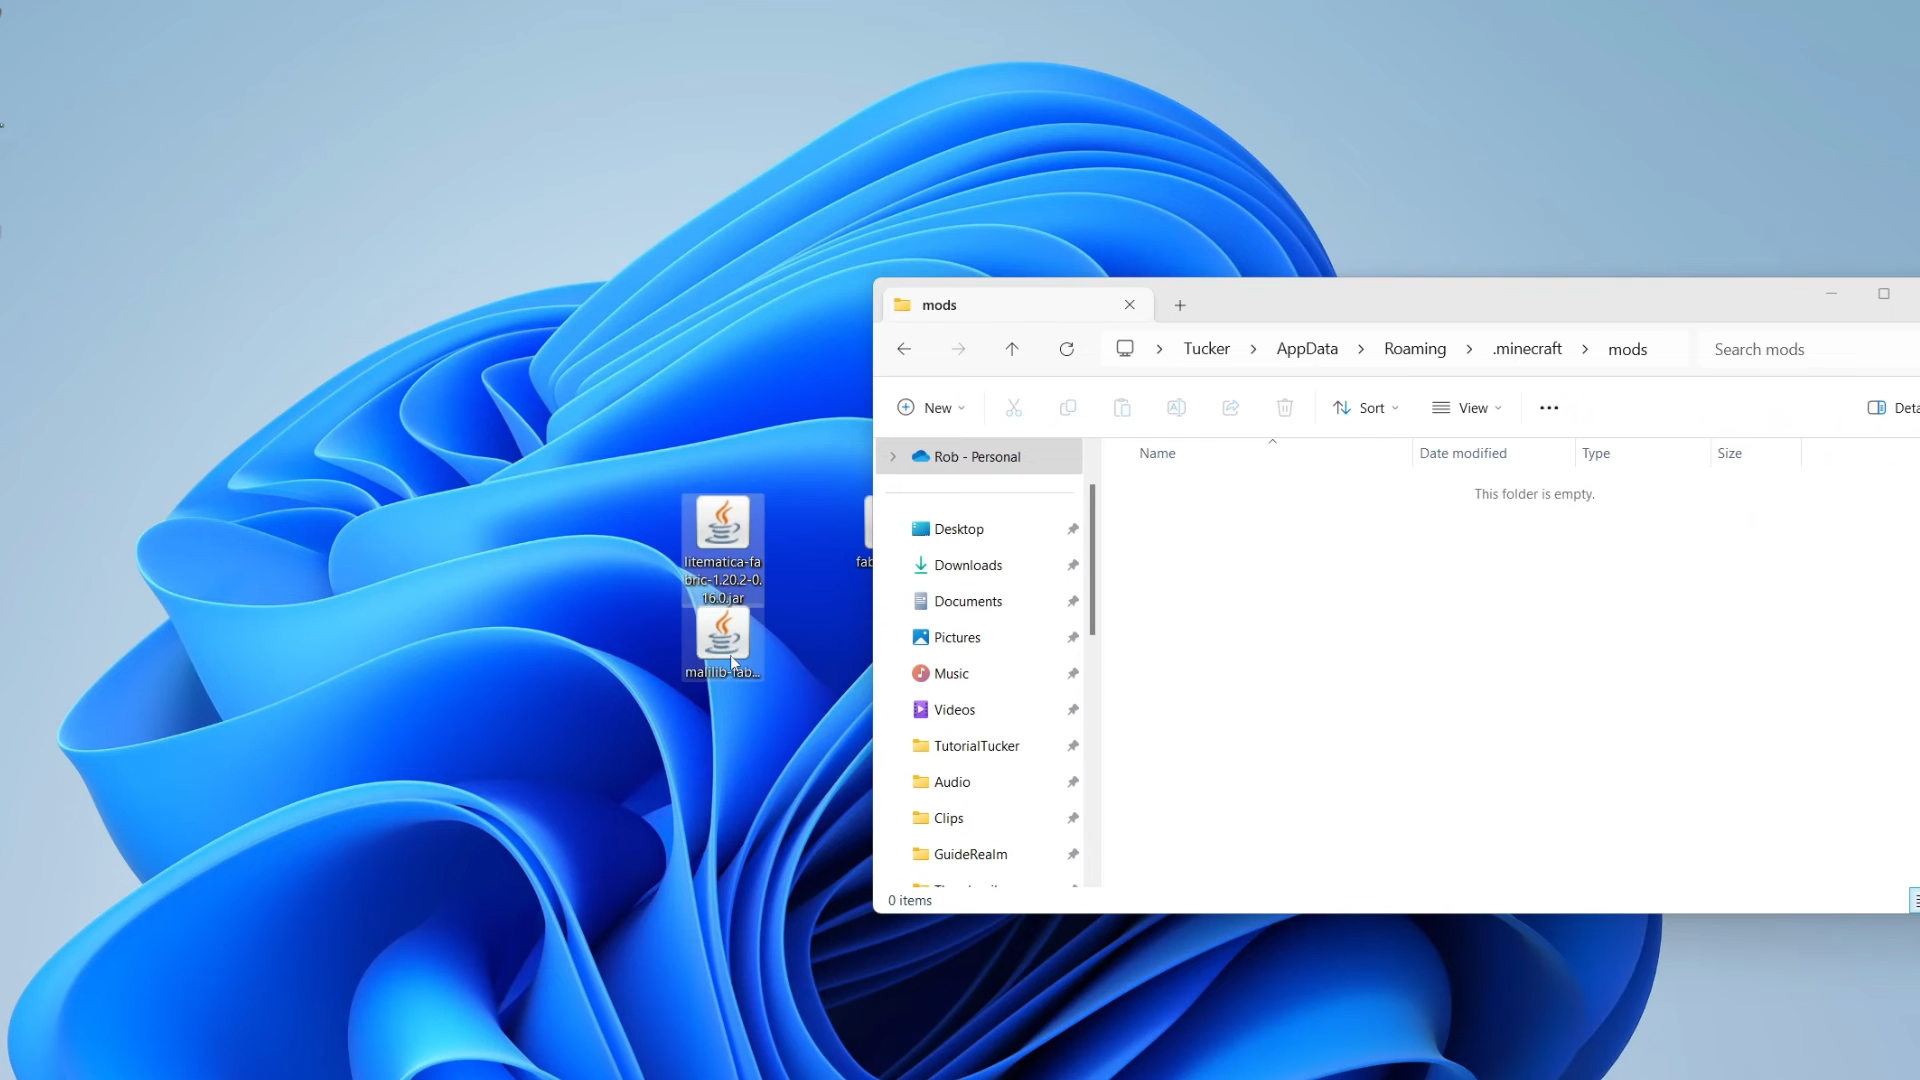 mods
Tucker
AppData
Roaming
.minecraft
mods
Search mods
New
Sort
View
Deta
Rob - Personal
Name
Date modified
Type
Size
This folder is empty.
Desktop
Downloads
Documents
Pictures
Music
Videos
TutorialTucker
Audio
Clips
GuideRealm
0 items
litematica-fa
bric-1.20.2-0.
16.0.jar
malilib-fab...
fab